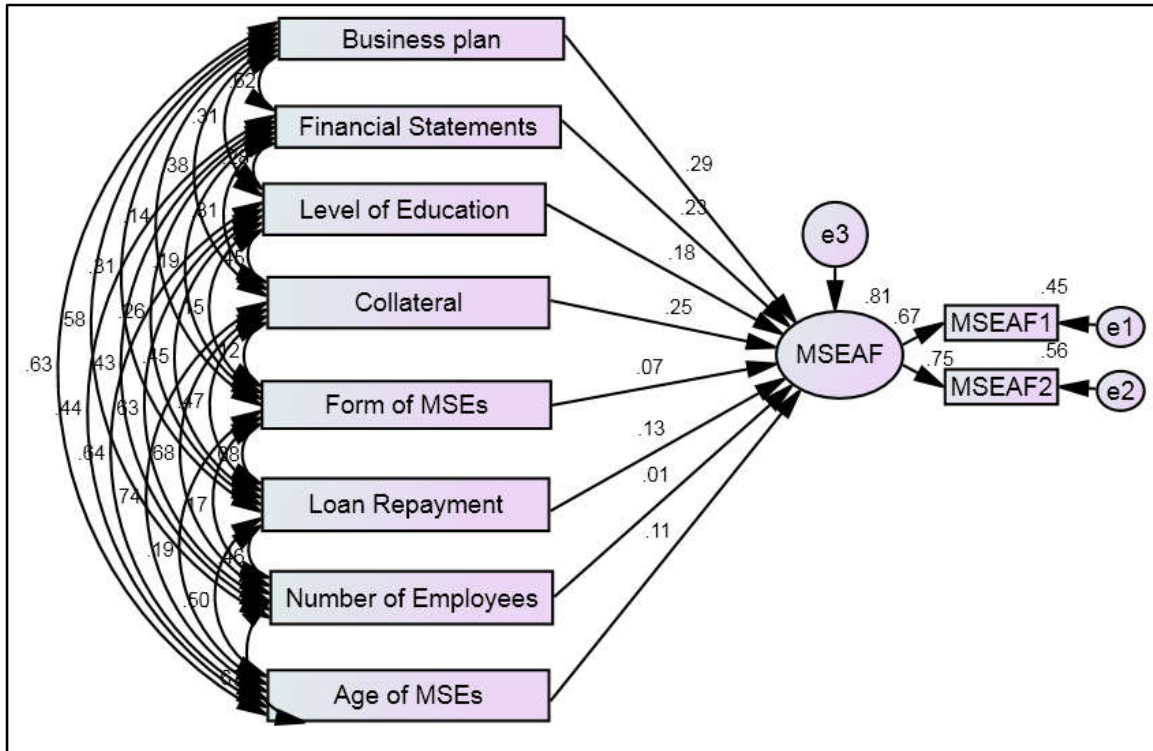 Business plan
.62
Financial Statements
.31
.29
.38
.23
Level of Education
.14
.31
.18
e3
.19
.45
.31
.15
.26
Collateral
.25
.81
.45
.67
MSEAF1
e1
.58
MSEAF
.56
.45
.63
.43
.07
.75
MSEAF2
e2
.47
Form of MSEs
.44
.63
.13
.64
.68
.01
.74
.17
Loan Repayment
.11
.19
.46
.50
Number of Employees
Age of MSEs